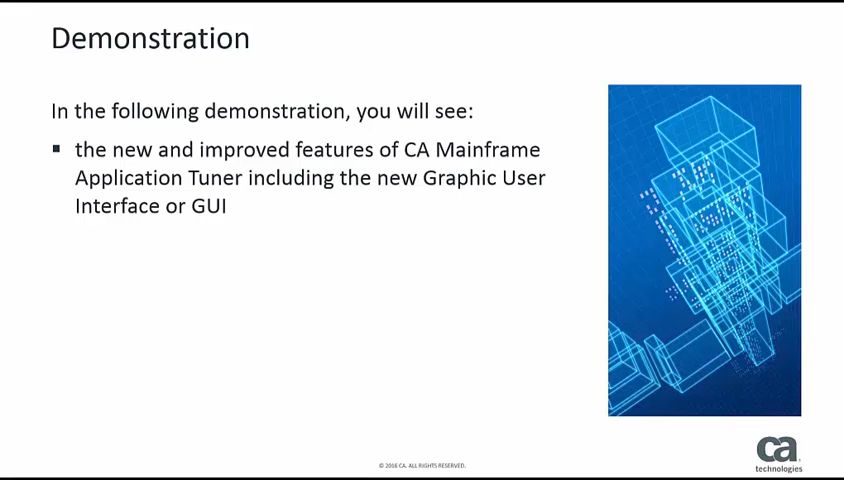 Demonstration
In the following demonstration, you will see:
▪ the new and improved features of CA Mainframe
Application Tuner including the new Graphic User
Interface or GUI
ca
technologies
© 2016 CA. ALL RIGHTS RESERVED.